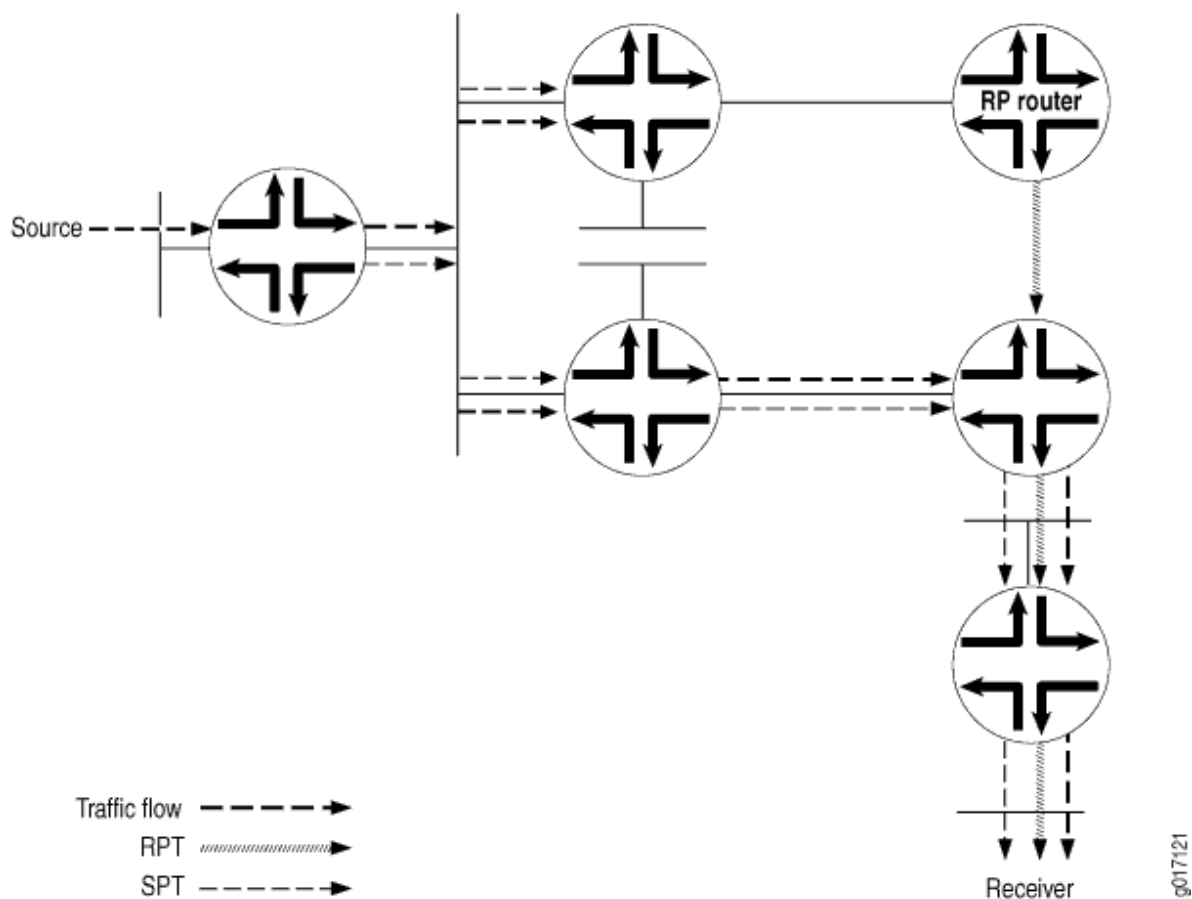 RP router
Source
Traffic flow
RPT
SPT
Receiver
g017121